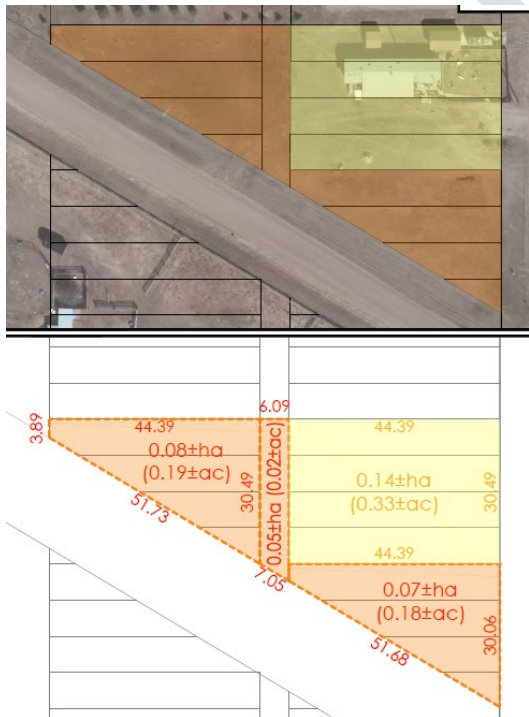 6.09
3.89
44.39
44.39
0.08±ha
(0.19±ac)
30.49
0.05±ha (0.02±ac)
0.14±ha
(0.33±ac)
30.49
51.73
44.39
7.05
0.07±ha
(0.18±ac)
30.06
51.68